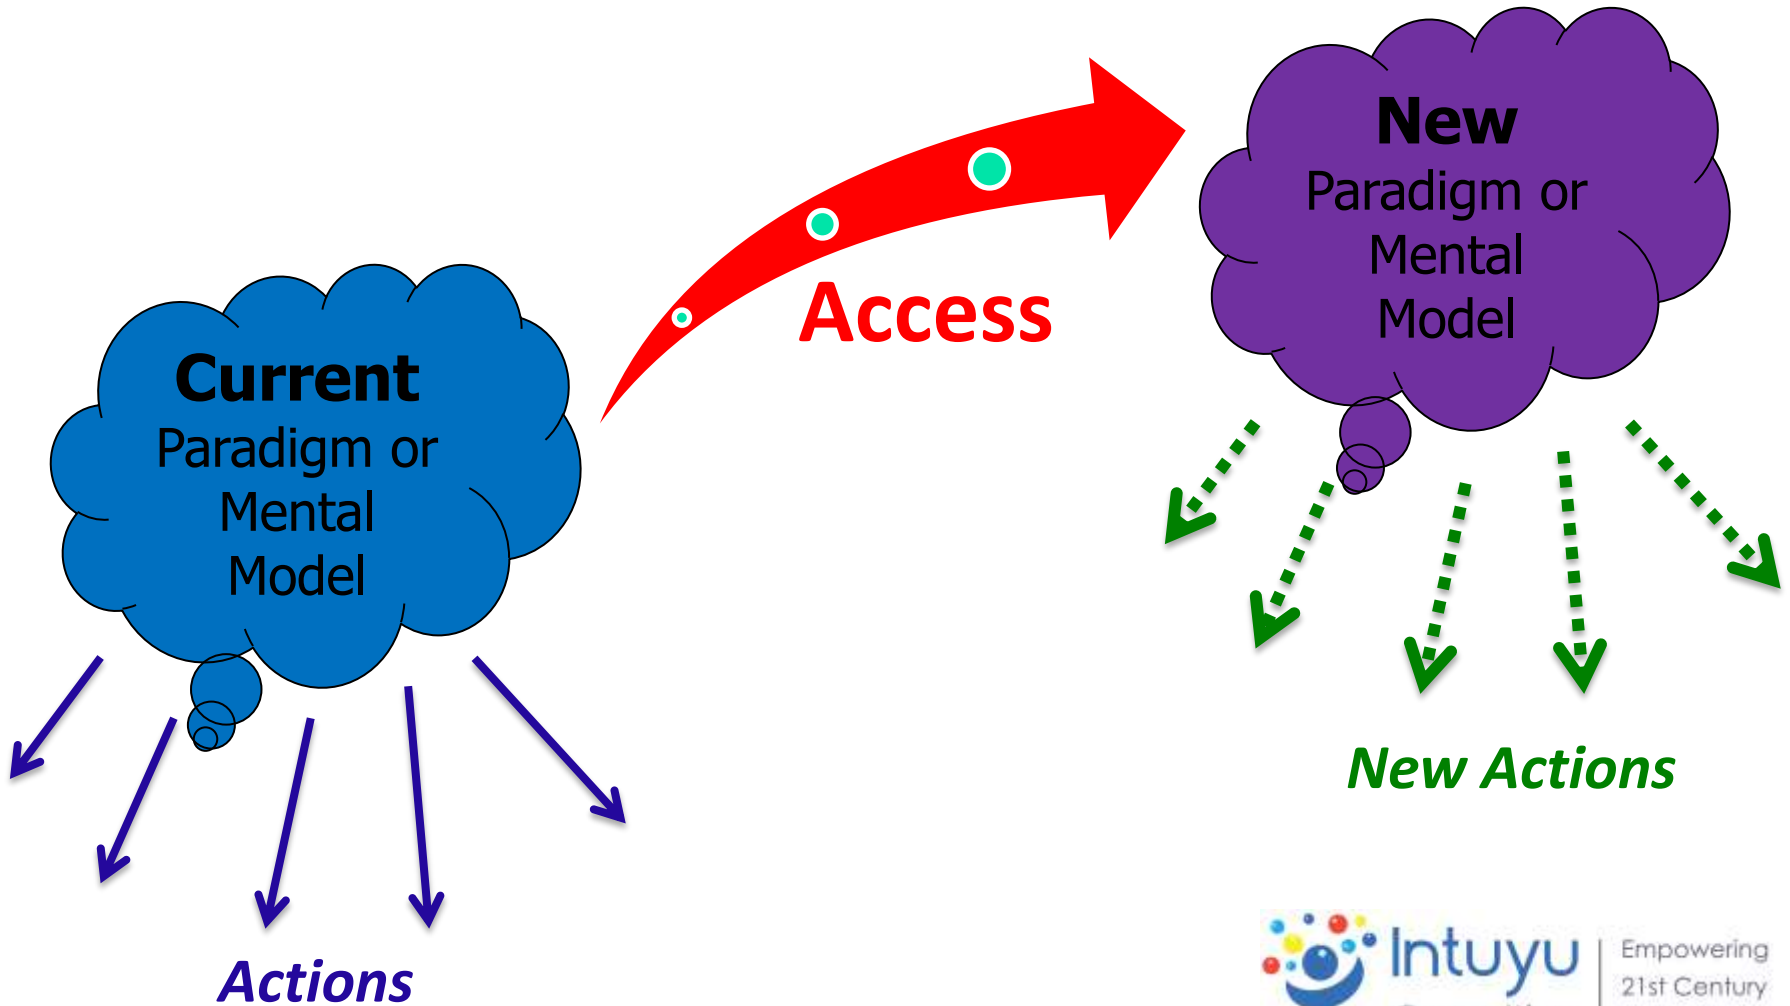 New
Paradigm or
Mental
Model
Access
Current
Paradigm or
Mental
Model
New Actions
Actions
Intuyu
Empowering
21st Century